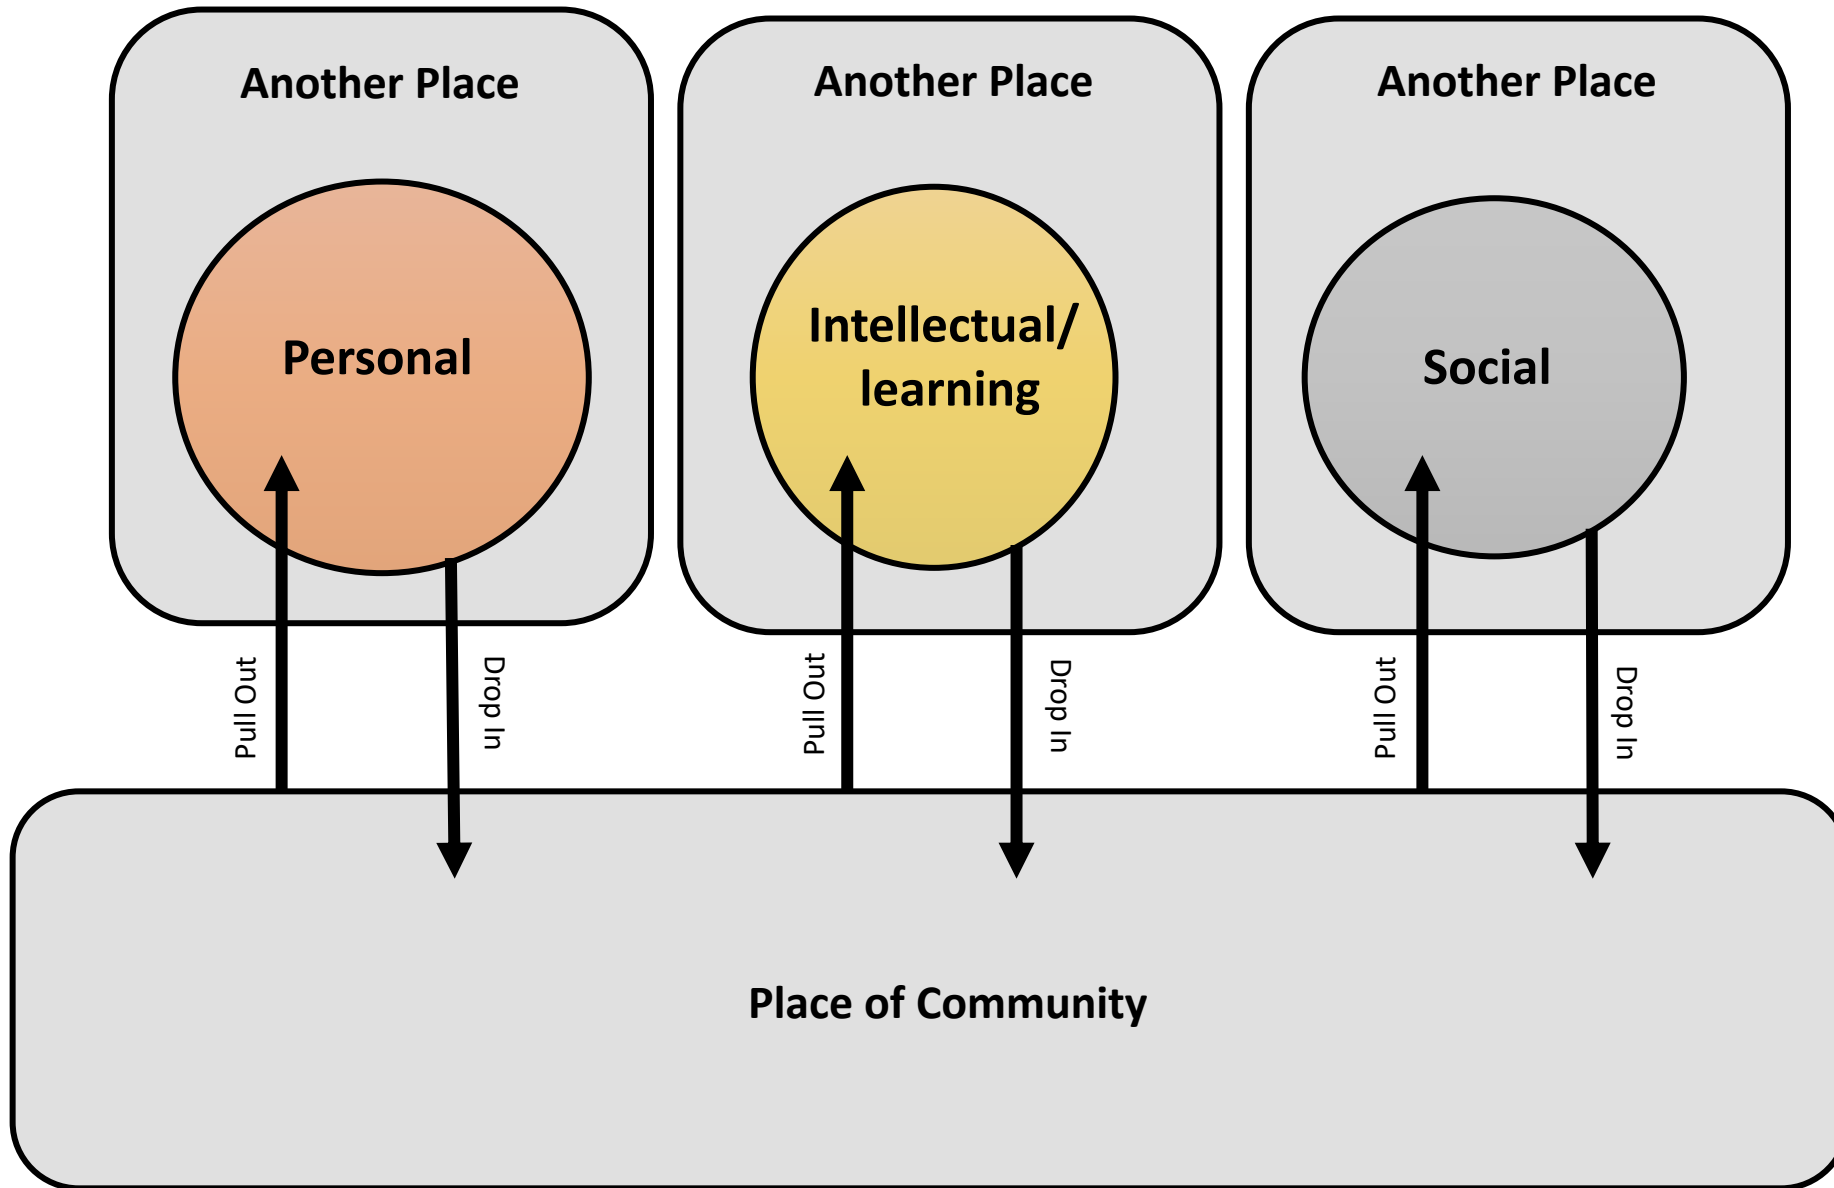 Another Place
Another Place
Another Place
Personal
Intellectual/
learning
Social
Pull Out
Drop In
Pull Out
Drop In
Pull Out
Drop In
Place of Community